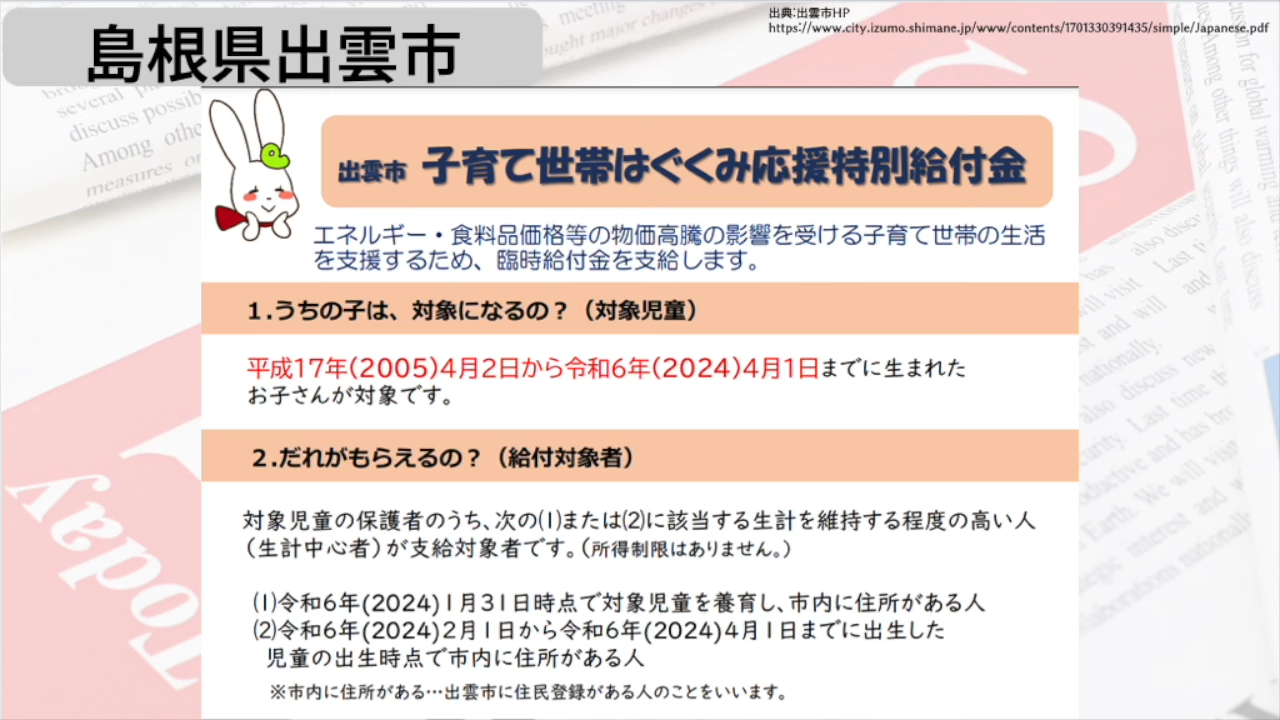 島根県出雲市
出典:出雲市HP
https://www.city.izumo.shimane.jp/www/contents/1701330391435/simple/Japanese.pdf
出雲市 子育て世帯はぐくみ応援特別給付金
エネルギー・食料品価格等の物価高騰の影響を受ける子育て世帯の生活
を支援するため、臨時給付金を支給します。
1.うちの子は、対象になるの？（対象児童）
平成17年(2005)4月2日から令和6年(2024)4月1日までに生まれた
お子さんが対象です。
2.だれがもらえるの？（給付対象者）
対象児童の保護者のうち、次の⑴または⑵に該当する生計を維持する程度の高い人
（生計中心者）が支給対象者です。（所得制限はありません。）
⑴令和6年(2024)1月31日時点で対象児童を養育し、市内に住所がある人
⑵令和6年(2024)2月1日から令和6年(2024)4月1日までに出生した
児童の出生時点で市内に住所がある人
※市内に住所がある…出雲市に住民登録がある人のことをいいます。
several
discuss
Among
measures
meeting
Today